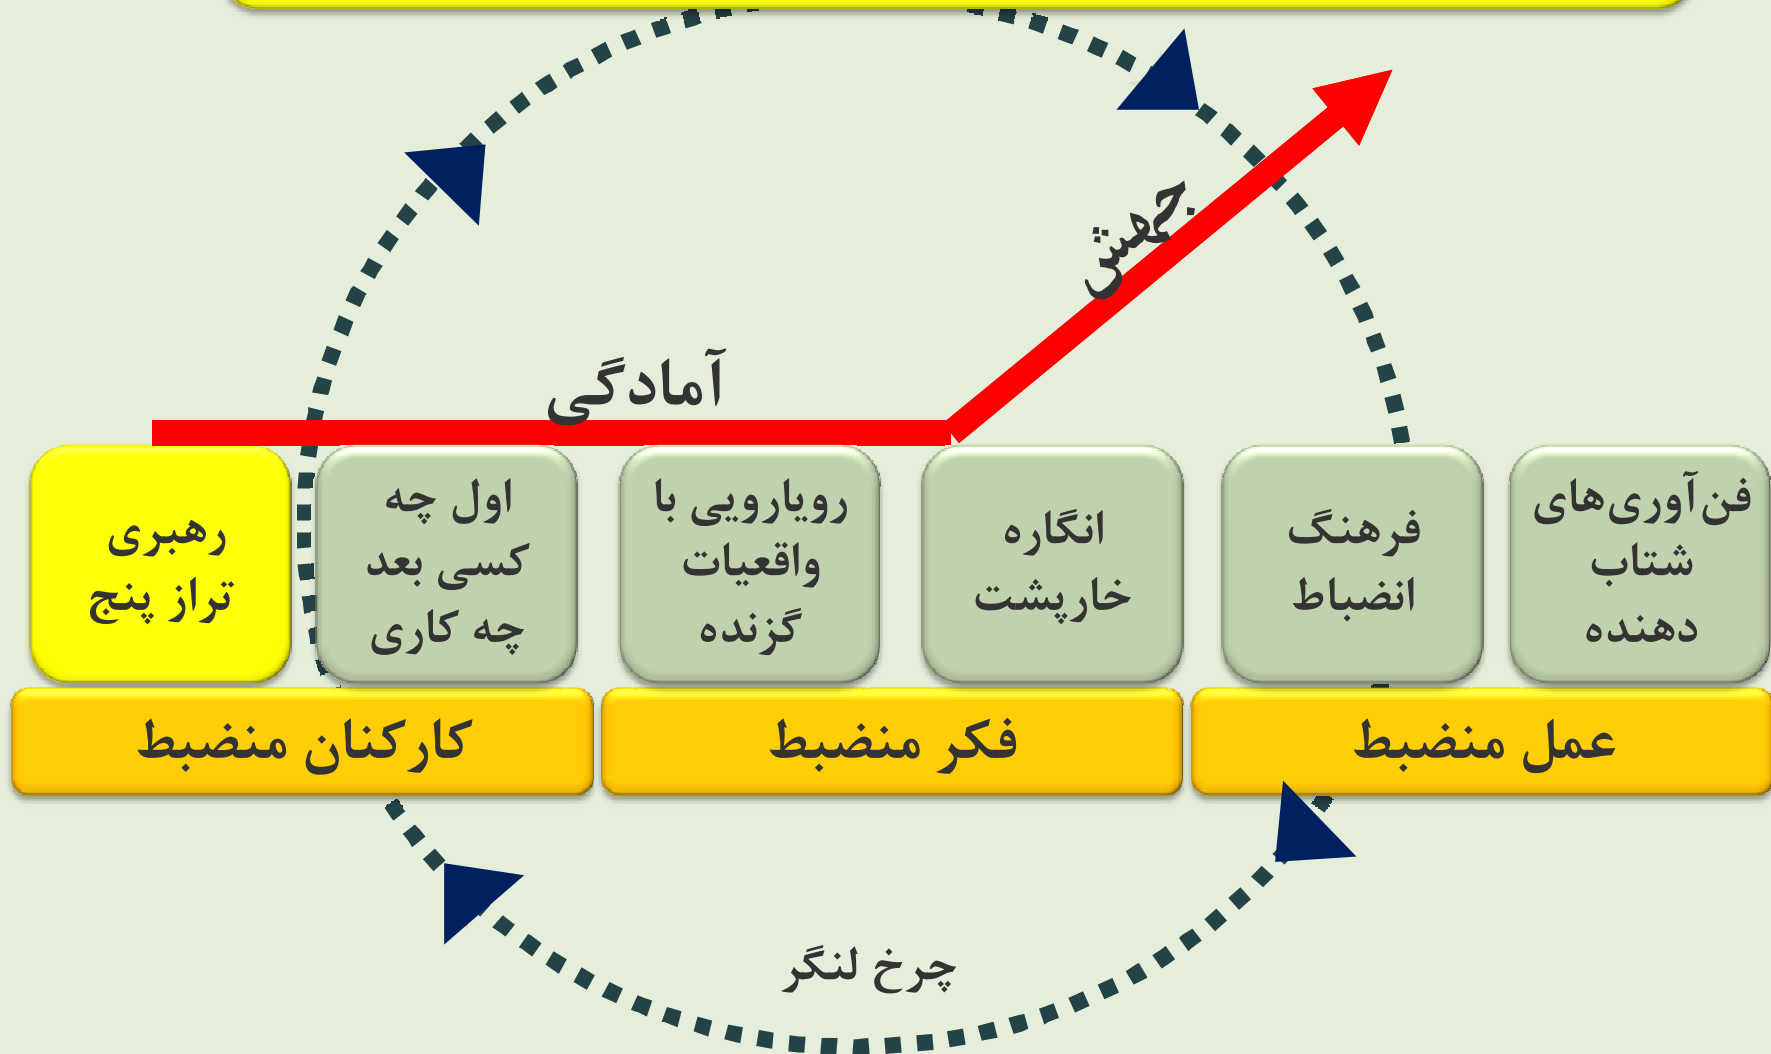 جهش
آمادگی
رهبری
تراز پنج
اول چه
کسی بعد
چه کاری
رویارویی با
واقعیات
گزنده
انگاره
خارپشت
فرهنگ
انضباط
فن‌آوری‌های
شتاب
دهنده
کارکنان منضبط
فکر منضبط
عمل منضبط
چرخ لنگر